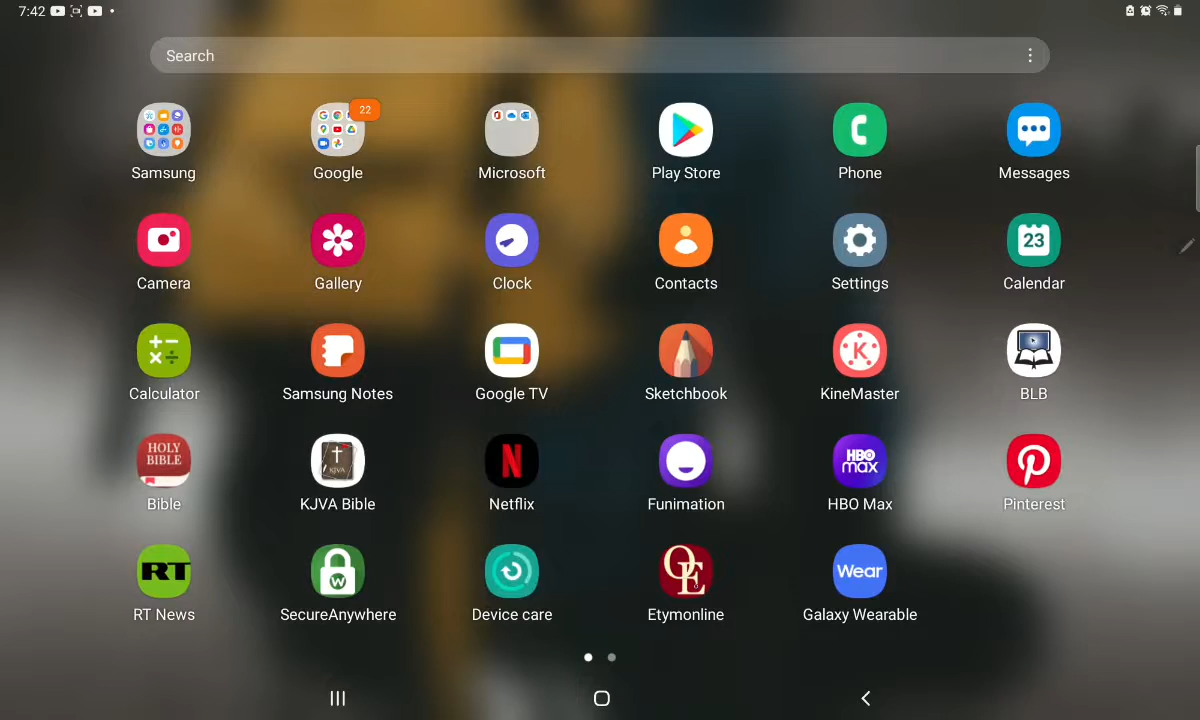 7:42
Search
22
Samsung
Google
Microsoft
Play Store
Phone
Messages
23
Camera
Gallery
Clock
Contacts
Settings
Calendar
K
Calculator
Samsung Notes
Google TV
Sketchbook
KineMaster
BLB
HOLY
BIBLE
KJVA
N
HBO
max
Bible
KJVA Bible
Netflix
Funimation
HBO Max
Pinterest
RT
W
OE
Wear
RT News
SecureAnywhere
Device care
Etymonline
Galaxy Wearable